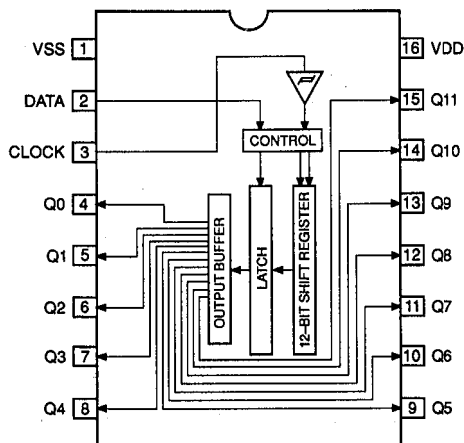 VSS 1
16 VDD
DATA 2
15 Q11
CLOCK 3
14 Q10
CONTROL
Q0 4
13 Q9
Q1 5
12 Q8
Q2 6
11 Q7
Q3 7
10 Q6
Q4 8
9 Q5
OUTPUT BUFFER
LATCH
12–BIT SHIFT REGISTER